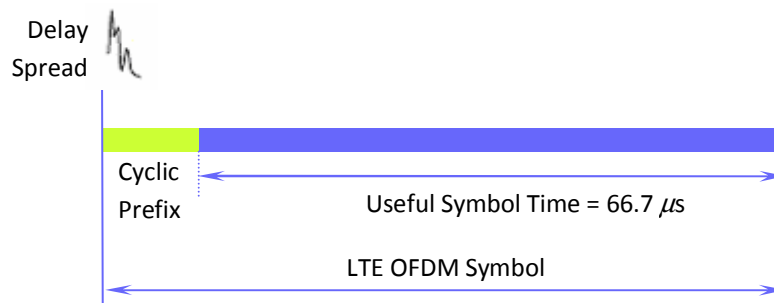 Delay
Spread
Cyclic
Prefix
Useful Symbol Time = 66.7 μs
LTE OFDM Symbol